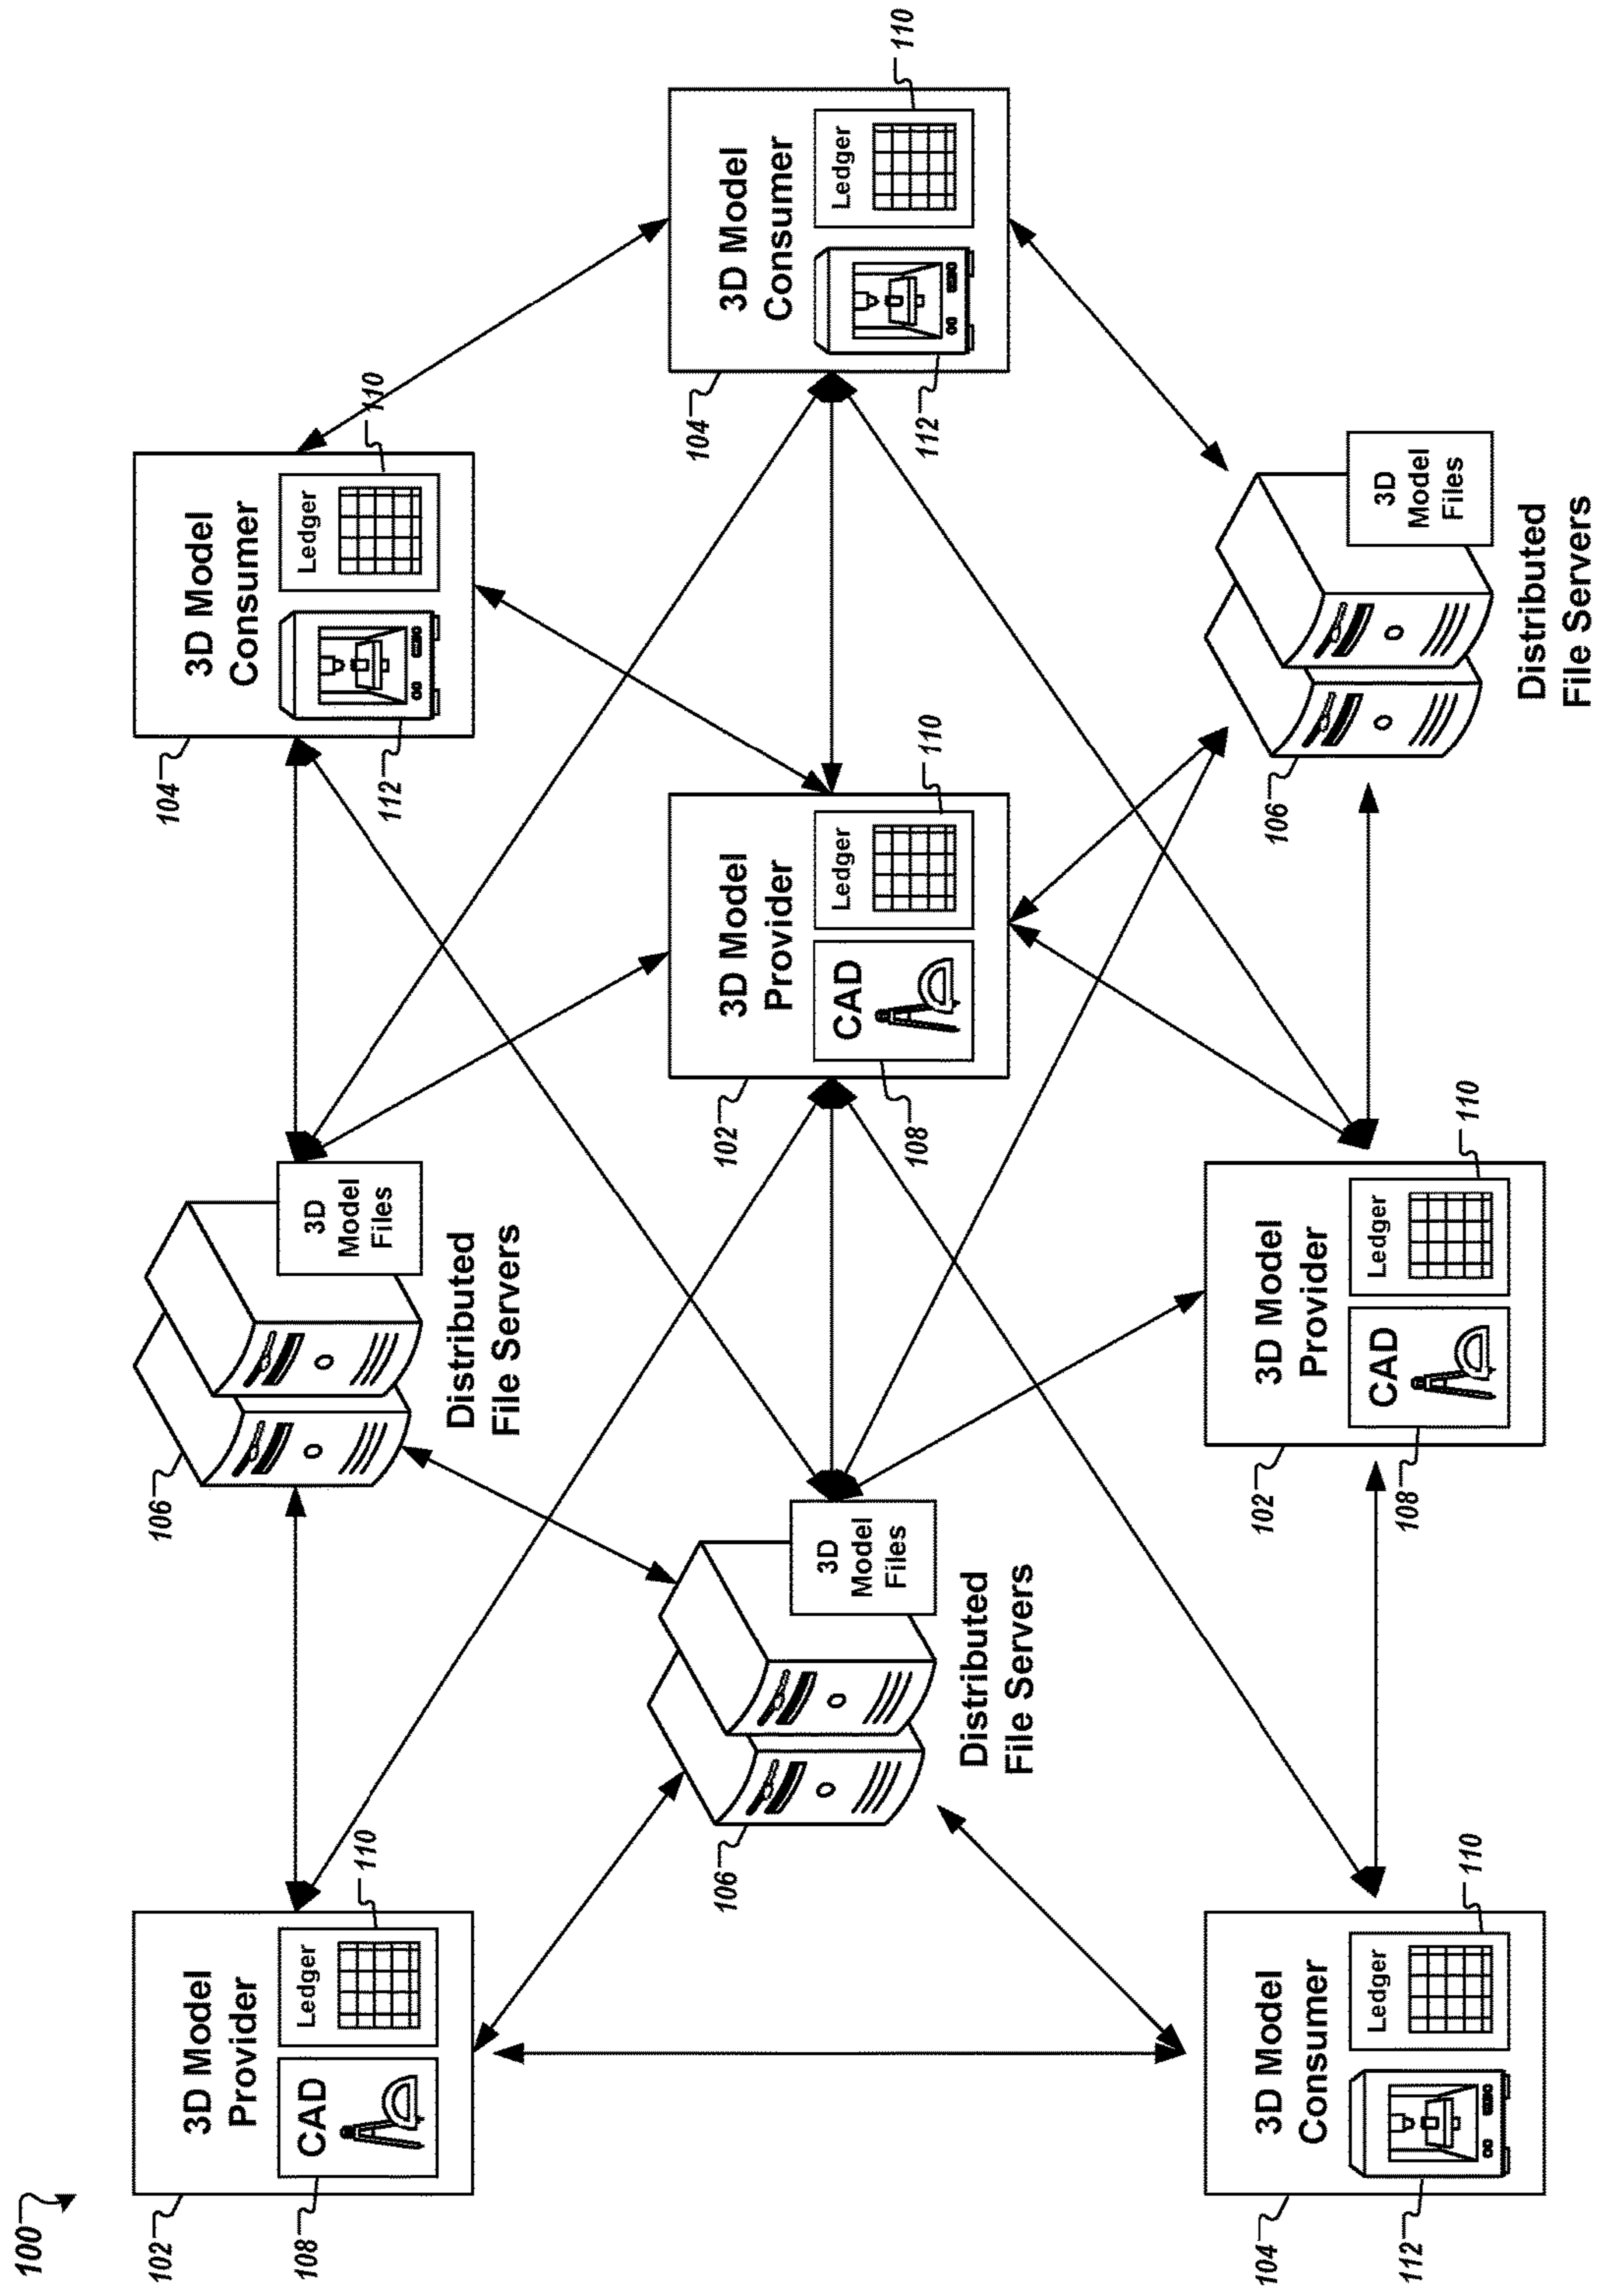 100
102
3D Model
Provider
CAD
Ledger
108
110
106
3D
Model
Files
Distributed
File Servers
104
3D Model
Consumer
Ledger
112
110
106
3D
Model
Files
Distributed
File Servers
102
3D Model
Provider
CAD
Ledger
108
110
104
3D Model
Consumer
Ledger
112
110
104
3D Model
Consumer
Ledger
112
110
102
3D Model
Provider
CAD
Ledger
108
110
106
3D
Model
Files
Distributed
File Servers